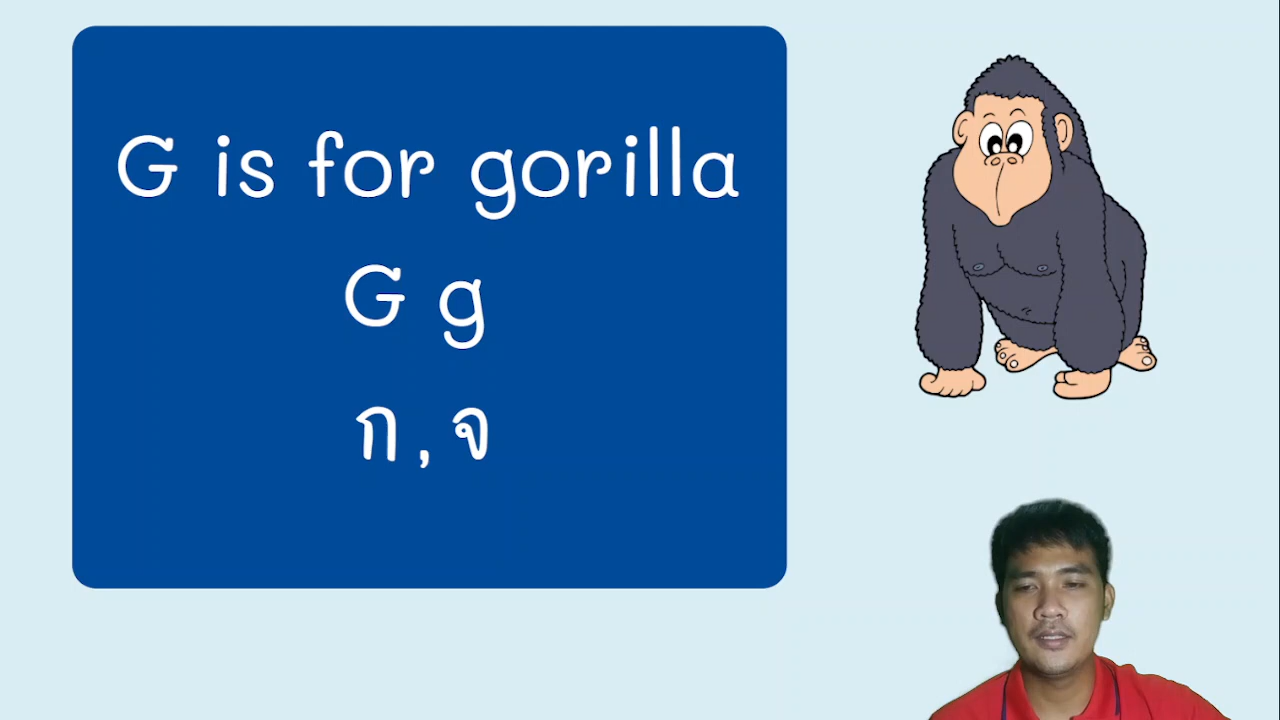 G is for gorilla
G g
ก , จ